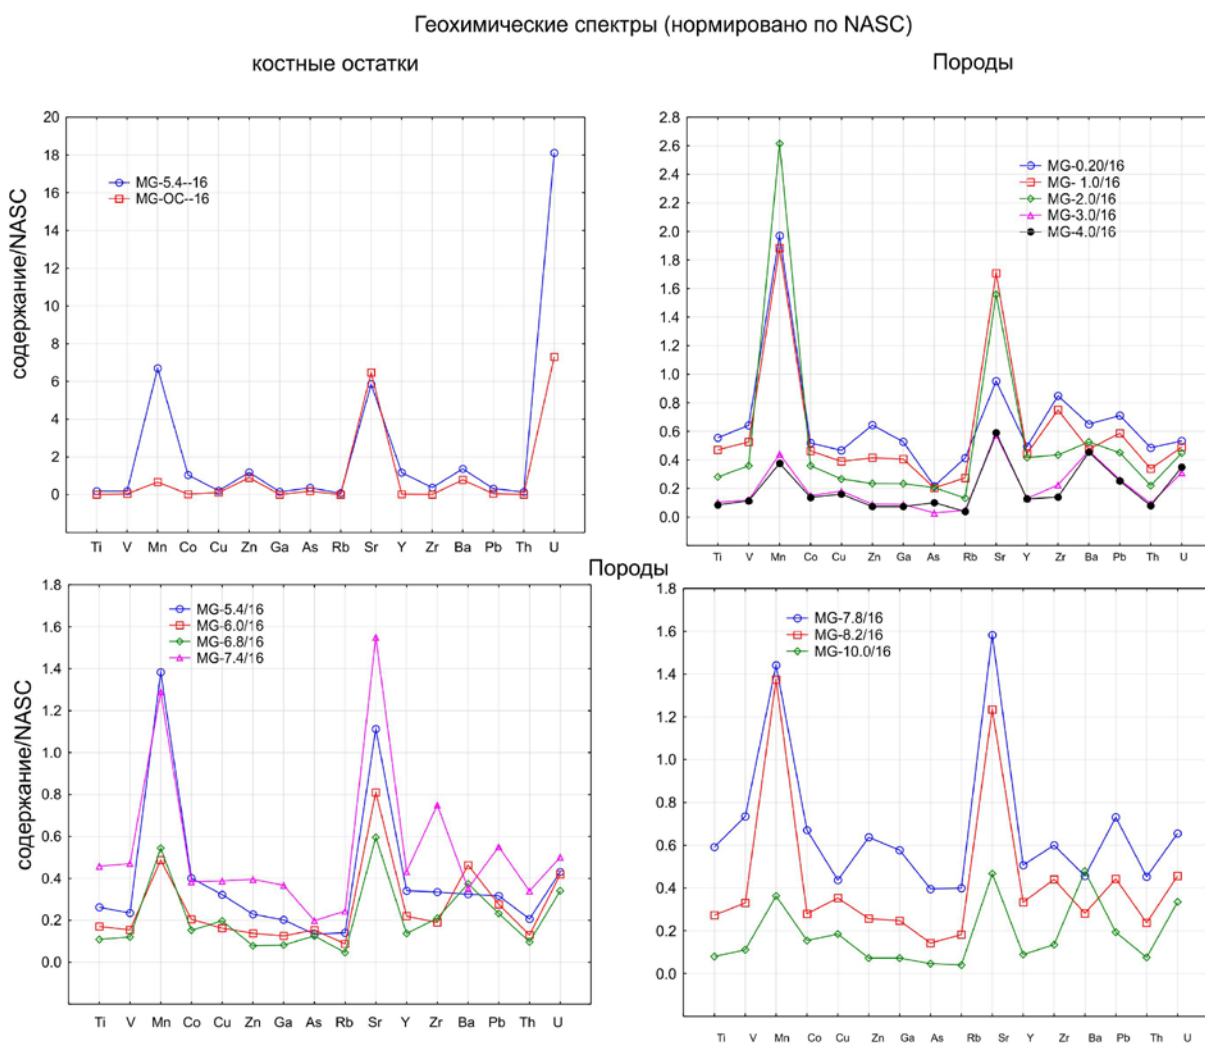 Геохимические спектры (нормировано по NASC)
костные остатки
Породы
содержание/NASC
20
18
16
14
12
10
8
6
4
2
0
MG-5.4--16
MG-OC--16
Ti V Mn Co Cu Zn Ga As Rb Sr Y Zr Ba Pb Th U
2.8
2.6
2.4
2.2
2.0
1.8
1.6
1.4
1.2
1.0
0.8
0.6
0.4
0.2
0.0
MG-0.20/16
MG- 1.0/16
MG-2.0/16
MG-3.0/16
MG-4.0/16
Ti V Mn Co Cu Zn Ga As Rb Sr Y Zr Ba Pb Th U
Породы
содержание/NASC
1.8
1.6
1.4
1.2
1.0
0.8
0.6
0.4
0.2
0.0
MG-5.4/16
MG-6.0/16
MG-6.8/16
MG-7.4/16
Ti V Mn Co Cu Zn Ga As Rb Sr Y Zr Ba Pb Th U
1.8
1.6
1.4
1.2
1.0
0.8
0.6
0.4
0.2
0.0
MG-7.8/16
MG-8.2/16
MG-10.0/16
Ti V Mn Co Cu Zn Ga As Rb Sr Y Zr Ba Pb Th U